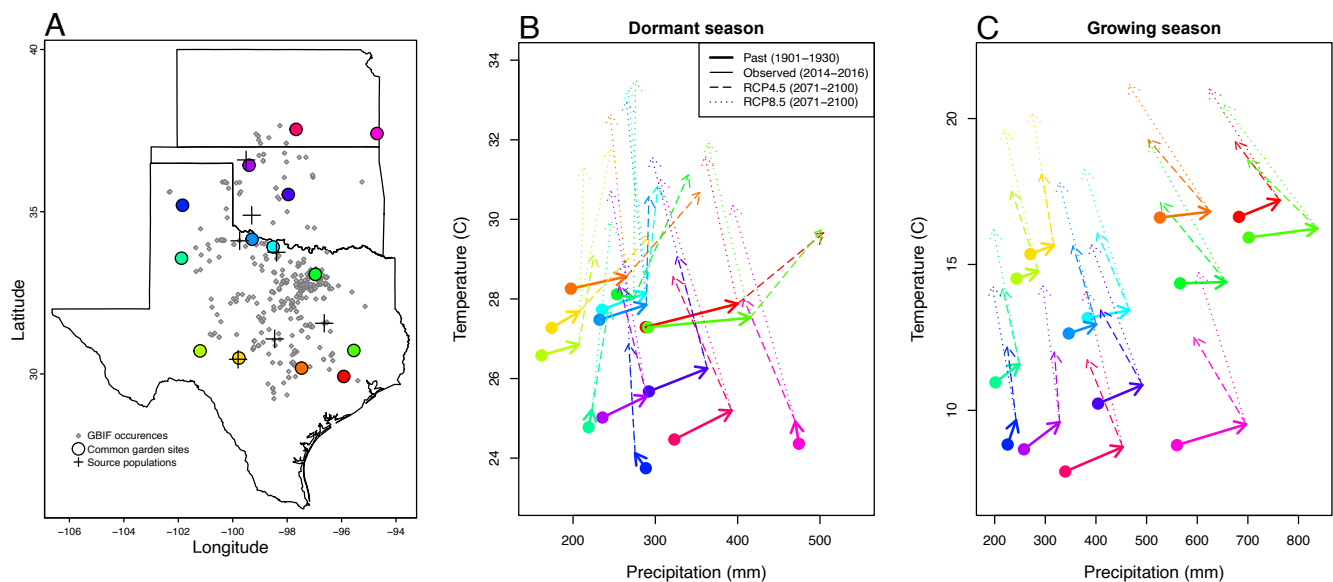 A
B
Dormant season
C
Growing season
Latitude
40
35
30
GBIF occurences
Common garden sites
Source populations
−106
−104
−102
−100
−98
−96
−94
Longitude
Temperature (C)
34
32
30
28
26
24
Past (1901−1930)
Observed (2014−2016)
RCP4.5 (2071−2100)
RCP8.5 (2071−2100)
200
300
400
500
Precipitation (mm)
Temperature (C)
20
15
10
200
300
400
500
600
700
800
Precipitation (mm)